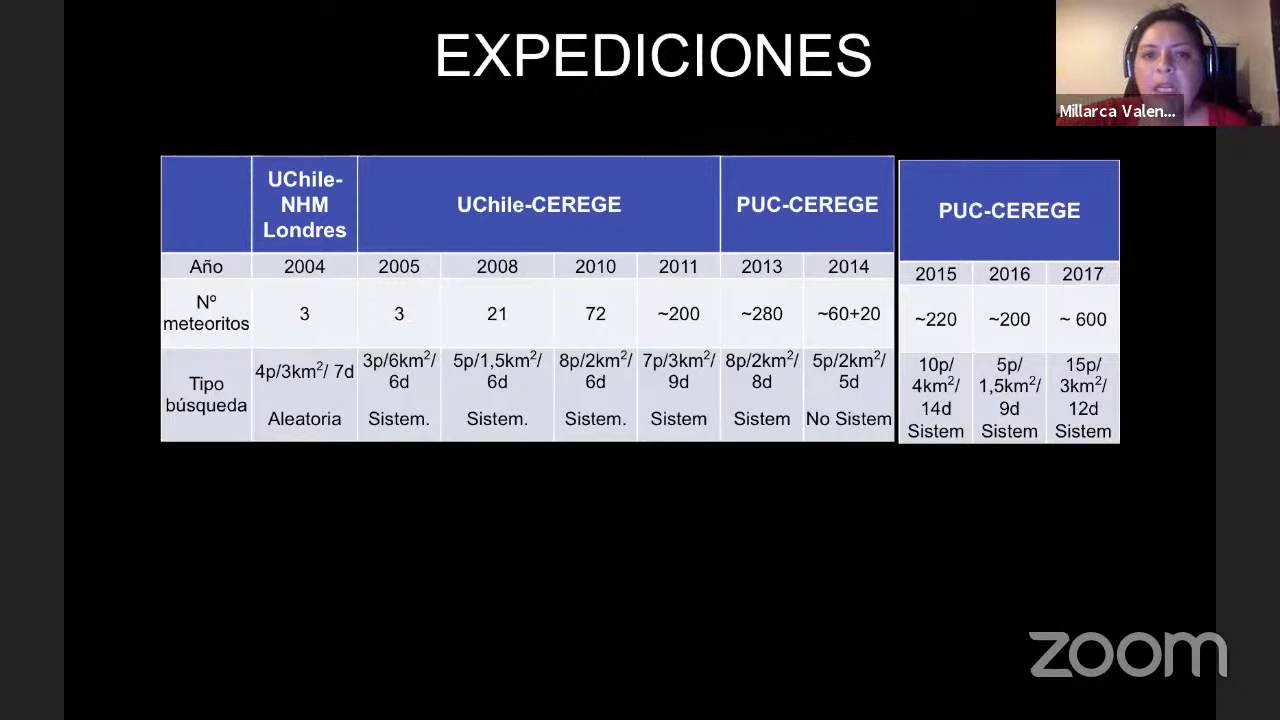 EXPEDICIONES
Millarca Valen...
UChile-
NHM
Londres
UChile-CEREGE
PUC-CEREGE
PUC-CEREGE
Año
2004
2005
2008
2010
2011
2013
2014
2015
2016
2017
Nº
meteoritos
3
3
21
72
~200
~280
~60+20
~220
~200
~ 600
Tipo
búsqueda
4p/3km²/ 7d
Aleatoria
3p/6km²/
6d
Sistem.
5p/1,5km²/
6d
Sistem.
8p/2km²/
6d
Sistem.
7p/3km²/
9d
Sistem
8p/2km²/
8d
Sistem
5p/2km²/
5d
No Sistem
10p/
4km²/
14d
Sistem
5p/
1,5km²/
9d
Sistem
15p/
3km²/
12d
Sistem
zoom